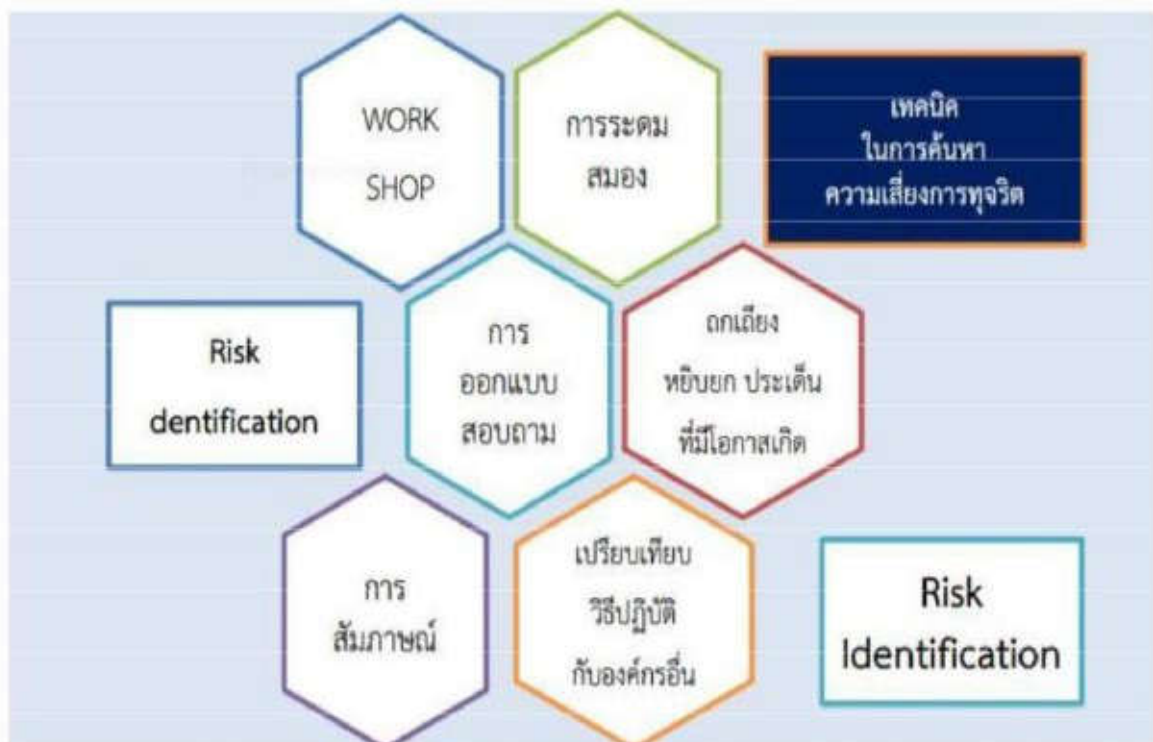 WORK
SHOP
การระดม
สมอง
เทคนิค
ในการค้นหา
ความเสี่ยงการทุจริต
Risk
dentification
การ
ออกแบบ
สอบถาม
ถกเถียง
หยิบยก ประเด็น
ที่มีโอกาสเกิด
การ
สัมภาษณ์
เปรียบเทียบ
วิธีปฏิบัติ
กับองค์กรอื่น
Risk
Identification